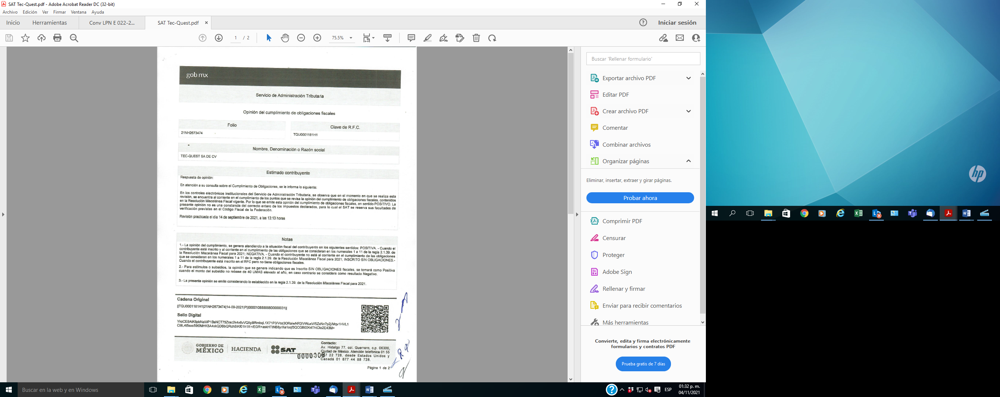 SAT Tec-Quest.pdf - Adobe Acrobat Reader DC (32-bit)
Archivo Edición Ver Firmar Ventana Ayuda
Inicio Herramientas Conv LPN E 022-2... SAT Tec-Quest.pdf × Iniciar sesión
1 / 2 75.5%
gob.mx
Servicio de Administración Tributaria
Opinión del cumplimiento de obligaciones fiscales
Folio Clave de R.F.C.
21NH2673474 TQU0001181H1
Nombre, Denominación o Razón social
TEC-QUEST SA DE CV
Estimado contribuyente
Respuesta de opinión:
En atención a su consulta sobre el Cumplimiento de Obligaciones, se le informa lo siguiente:
En los controles electrónicos institucionales del Servicio de Administración Tributaria, se observa que en el momento en que se realiza esta
revisión, se encuentra al corriente en el cumplimiento de los puntos que se revisa la opinión del cumplimiento de obligaciones fiscales, contenidos
en la Resolución Miscelánea Fiscal vigente. Por lo que se emite esta opinión del cumplimiento de obligaciones fiscales, en sentido POSITIVO. La
presente opinión no es una constancia del correcto entero de los impuestos declarados, para lo cual el SAT se reserva sus facultades de
verificación previstas en el Código Fiscal de la Federación.
Revisión practicada el día 14 de septiembre de 2021, a las 13:13 horas
Notas
1.- La opinión del cumplimiento, se genera atendiendo a la situación fiscal del contribuyente en los siguientes sentidos: POSITIVA. - Cuando el
contribuyente está inscrito y al corriente en el cumplimiento de las obligaciones que se consideran en los numerales 1 a 11 de la regla 2.1.39. de
la Resolución Miscelánea Fiscal para 2021; NEGATIVA. - Cuando el contribuyente no esté al corriente en el cumplimiento de las obligaciones
que se consideran en los numerales 1 a 11 de la regla 2.1.39. de la Resolución Miscelánea Fiscal para 2021; INSCRITO SIN OBLIGACIONES.-
Cuando el contribuyente está inscrito en el RFC pero no tiene obligaciones fiscales.
2.- Para estímulos o subsidios, la opinión que se genere indicando que es Inscrito SIN OBLIGACIONES fiscales, se tomará como Positiva
cuando el monto del subsidio no rebase de 40 UMAS elevado al año, en caso contrario se considera como resultado Negativo.
3.- La presente opinión se emite considerando lo establecido en la regla 2.1.39. de la Resolución Miscelánea Fiscal para 2021.
Cadena Original
||TQU0001181H1|21NH2673474|14-09-2021|P||00001088888800000031||
Sello Digital
GOBIERNO DE MÉXICO HACIENDA SAT
0000008
Contacto:
Av. Hidalgo 77, col. Guerrero, c.p. 06300,
Ciudad de México. Atención telefónica 01 55
22 728, desde Estados Unidos y
Canadá 01 877 44 88 728.
Página 1 de 2
Buscar 'Rellenar formulario'
Exportar archivo PDF
Editar PDF
Crear archivo PDF
Comentar
Combinar archivos
Organizar páginas
Eliminar, insertar, extraer y girar páginas.
Probar ahora
Comprimir PDF
Censurar
Proteger
Adobe Sign
Rellenar y firmar
Enviar para recibir comentarios
Más herramientas
Convierte, edita y firma electrónicamente
formularios y contratos PDF
Prueba gratis de 7 días
hp
Buscar en la web y en Windows
ESP
01:32 p. m.
04/11/2021